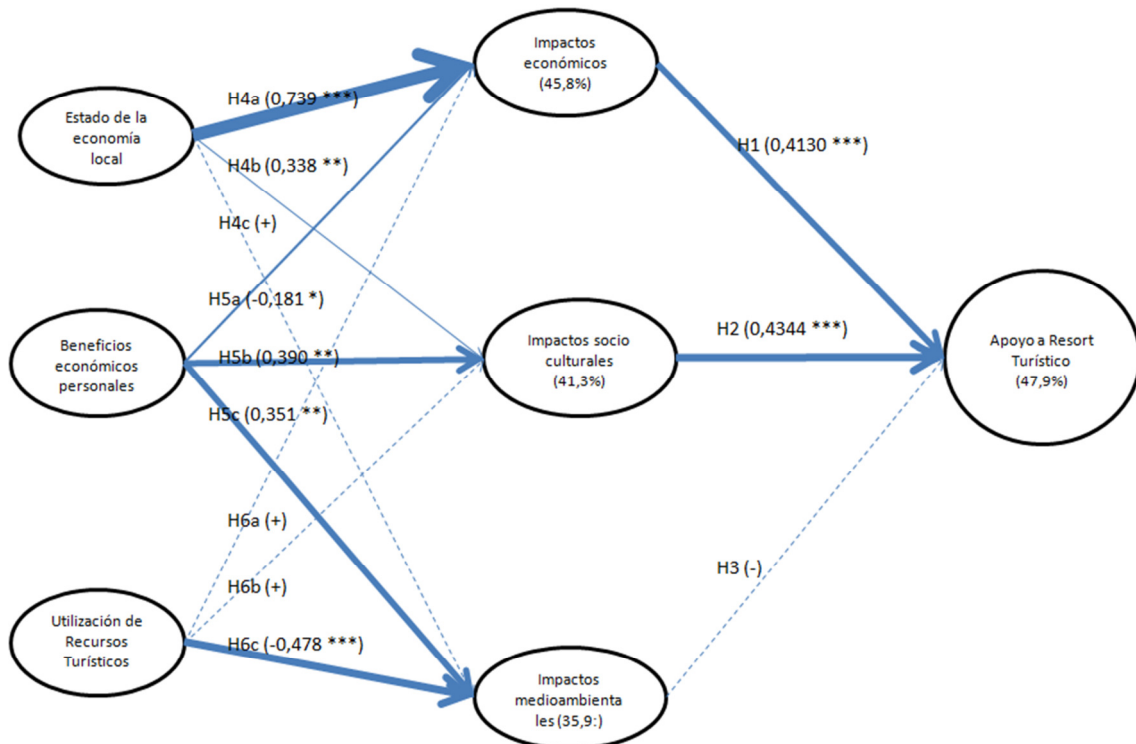 Impactos
económicos
(45,8%)
H4a (0,739 ***)
Estado de la
economía
local
H1 (0,4130 ***)
H4b (0,338 **)
H4c (+)
H5a (-0,181 *)
Beneficios
económicos
personales
H5b (0,390 **)
Impactos socio
culturales
(41,3%)
H2 (0,4344 ***)
Apoyo a Resort
Turístico
(47,9%)
H5c (0,351 **)
H6a (+)
H3 (-)
H6b (+)
Utilización de
Recursos
Turísticos
H6c (-0,478 ***)
Impactos
medioambienta
les (35,9:)